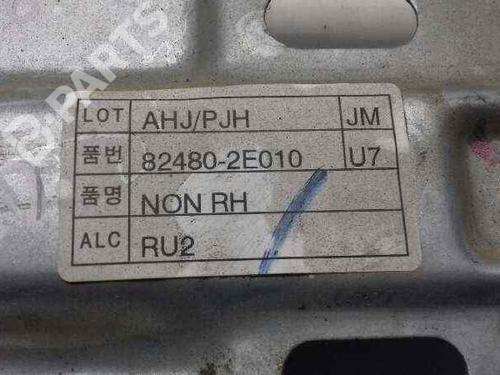 LOT AHJ/PJH JM
품번 82480-2E010 U7
품명 NON RH
ALC RU2
B PARTS